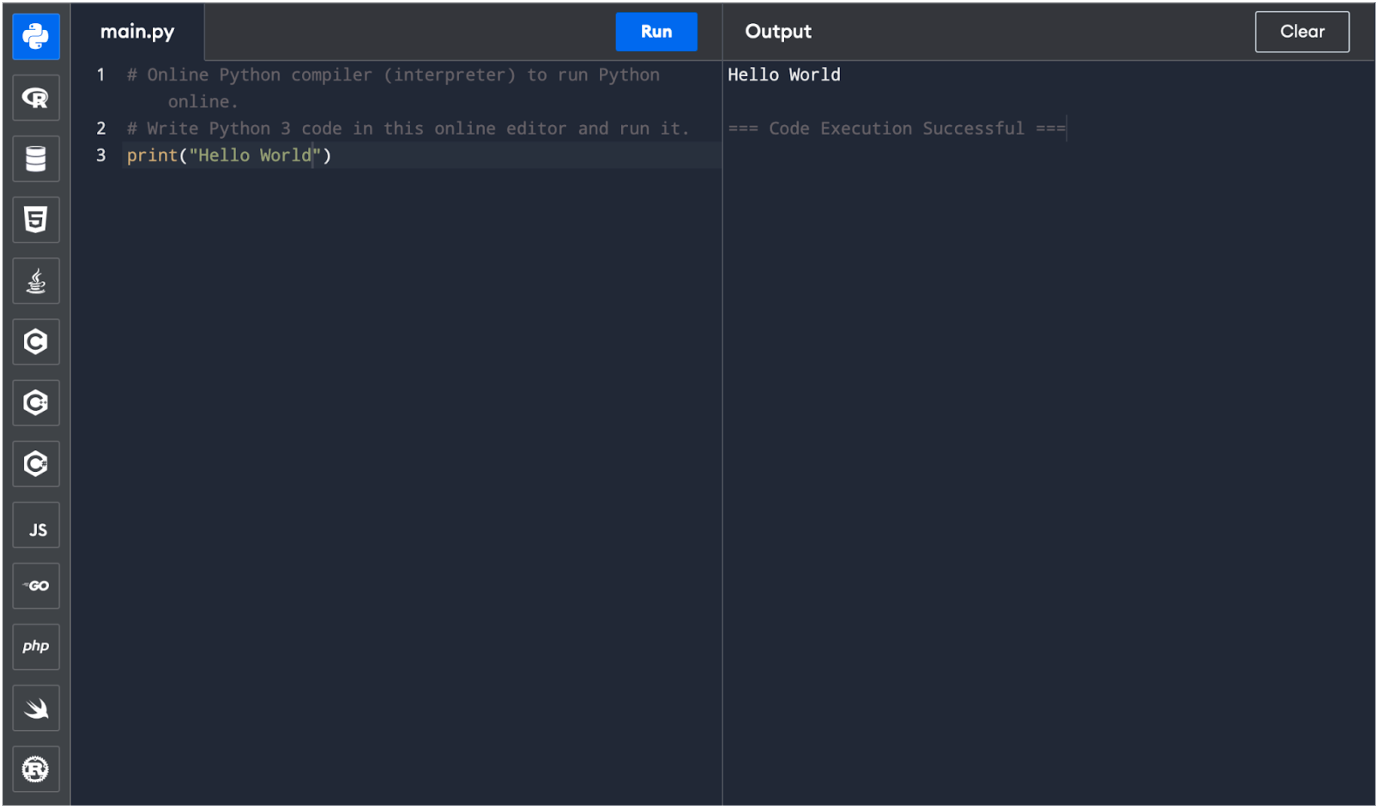 main.py
Run
1 # Online Python compiler (interpreter) to run Python
online.
2 # Write Python 3 code in this online editor and run it.
3 print("Hello World")
Output
Clear
Hello World
=== Code Execution Successful ===
R
5
C
C++
C#
JS
GO
php
R